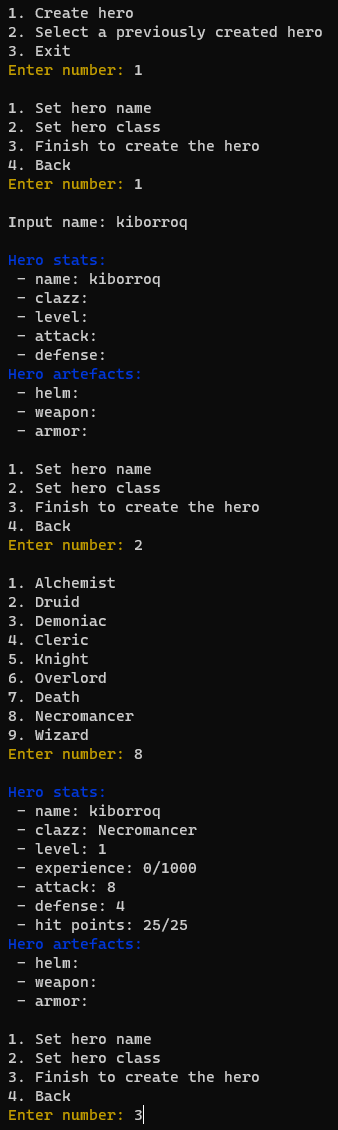 1. Create hero
2. Select a previously created hero
3. Exit
Enter number: 1
1. Set hero name
2. Set hero class
3. Finish to create the hero
4. Back
Enter number: 1
Input name: kiborroq
Hero stats:
- name: kiborroq
- clazz:
- level:
- attack:
- defense:
Hero artefacts:
- helm:
- weapon:
- armor:
1. Set hero name
2. Set hero class
3. Finish to create the hero
4. Back
Enter number: 2
1. Alchemist
2. Druid
3. Demoniac
4. Cleric
5. Knight
6. Overlord
7. Death
8. Necromancer
9. Wizard
Enter number: 8
Hero stats:
- name: kiborroq
- clazz: Necromancer
- level: 1
- experience: 0/1000
- attack: 8
- defense: 4
- hit points: 25/25
Hero artefacts:
- helm:
- weapon:
- armor:
1. Set hero name
2. Set hero class
3. Finish to create the hero
4. Back
Enter number: 3